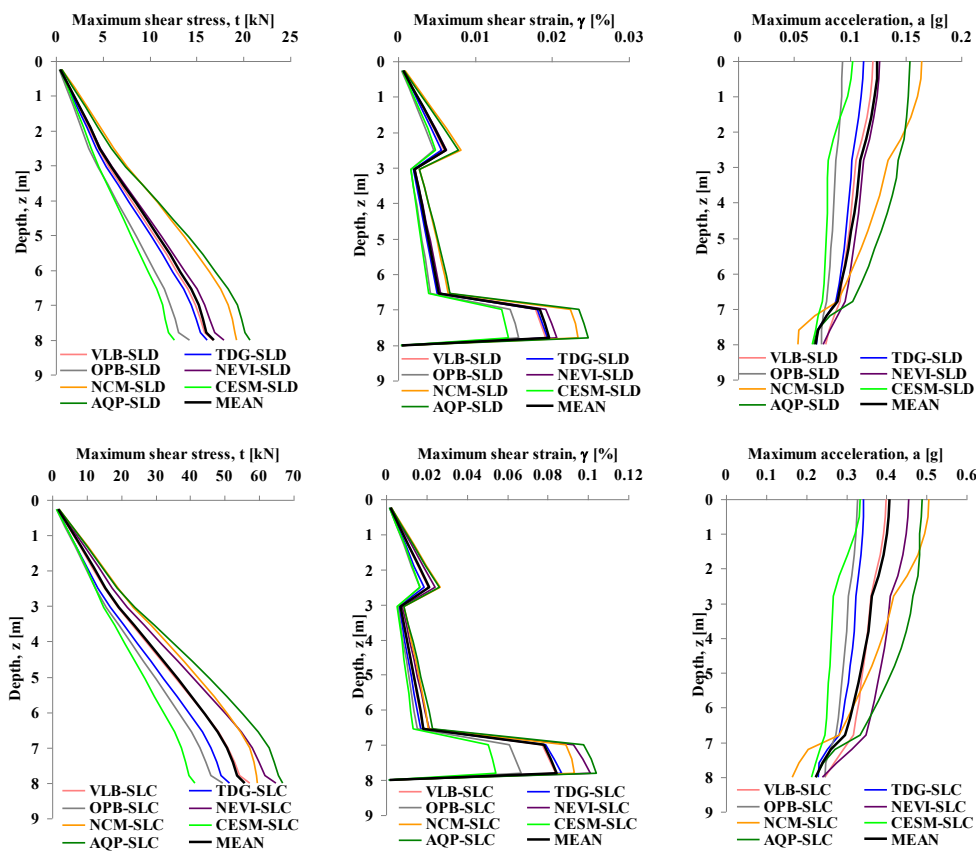 Maximum shear stress, t [kN]
0 5 10 15 20 25
Depth, z [m]
0
1
2
3
4
5
6
7
8
9
VLB-SLD TDG-SLD
OPB-SLD NEVI-SLD
NCM-SLD CESM-SLD
AQP-SLD MEAN
Maximum shear strain, γ [%]
0 0.01 0.02 0.03
Depth, z [m]
0
1
2
3
4
5
6
7
8
9
VLB-SLD TDG-SLD
OPB-SLD NEVI-SLD
NCM-SLD CESM-SLD
AQP-SLD MEAN
Maximum acceleration, a [g]
0 0.05 0.1 0.15 0.2
Depth, z [m]
0
1
2
3
4
5
6
7
8
9
VLB-SLD TDG-SLD
OPB-SLD NEVI-SLD
NCM-SLD CESM-SLD
AQP-SLD MEAN
Maximum shear stress, t [kN]
0 10 20 30 40 50 60 70
Depth, z [m]
0
1
2
3
4
5
6
7
8
9
VLB-SLC TDG-SLC
OPB-SLC NEVI-SLC
NCM-SLC CESM-SLC
AQP-SLC MEAN
Maximum shear strain, γ [%]
0 0.02 0.04 0.06 0.08 0.1 0.12
Depth, z [m]
0
1
2
3
4
5
6
7
8
9
VLB-SLC TDG-SLC
OPB-SLC NEVI-SLC
NCM-SLC CESM-SLC
AQP-SLC MEAN
Maximum acceleration, a [g]
0 0.1 0.2 0.3 0.4 0.5 0.6
Depth, z [m]
0
1
2
3
4
5
6
7
8
9
VLB-SLC TDG-SLC
OPB-SLC NEVI-SLC
NCM-SLC CESM-SLC
AQP-SLC MEAN